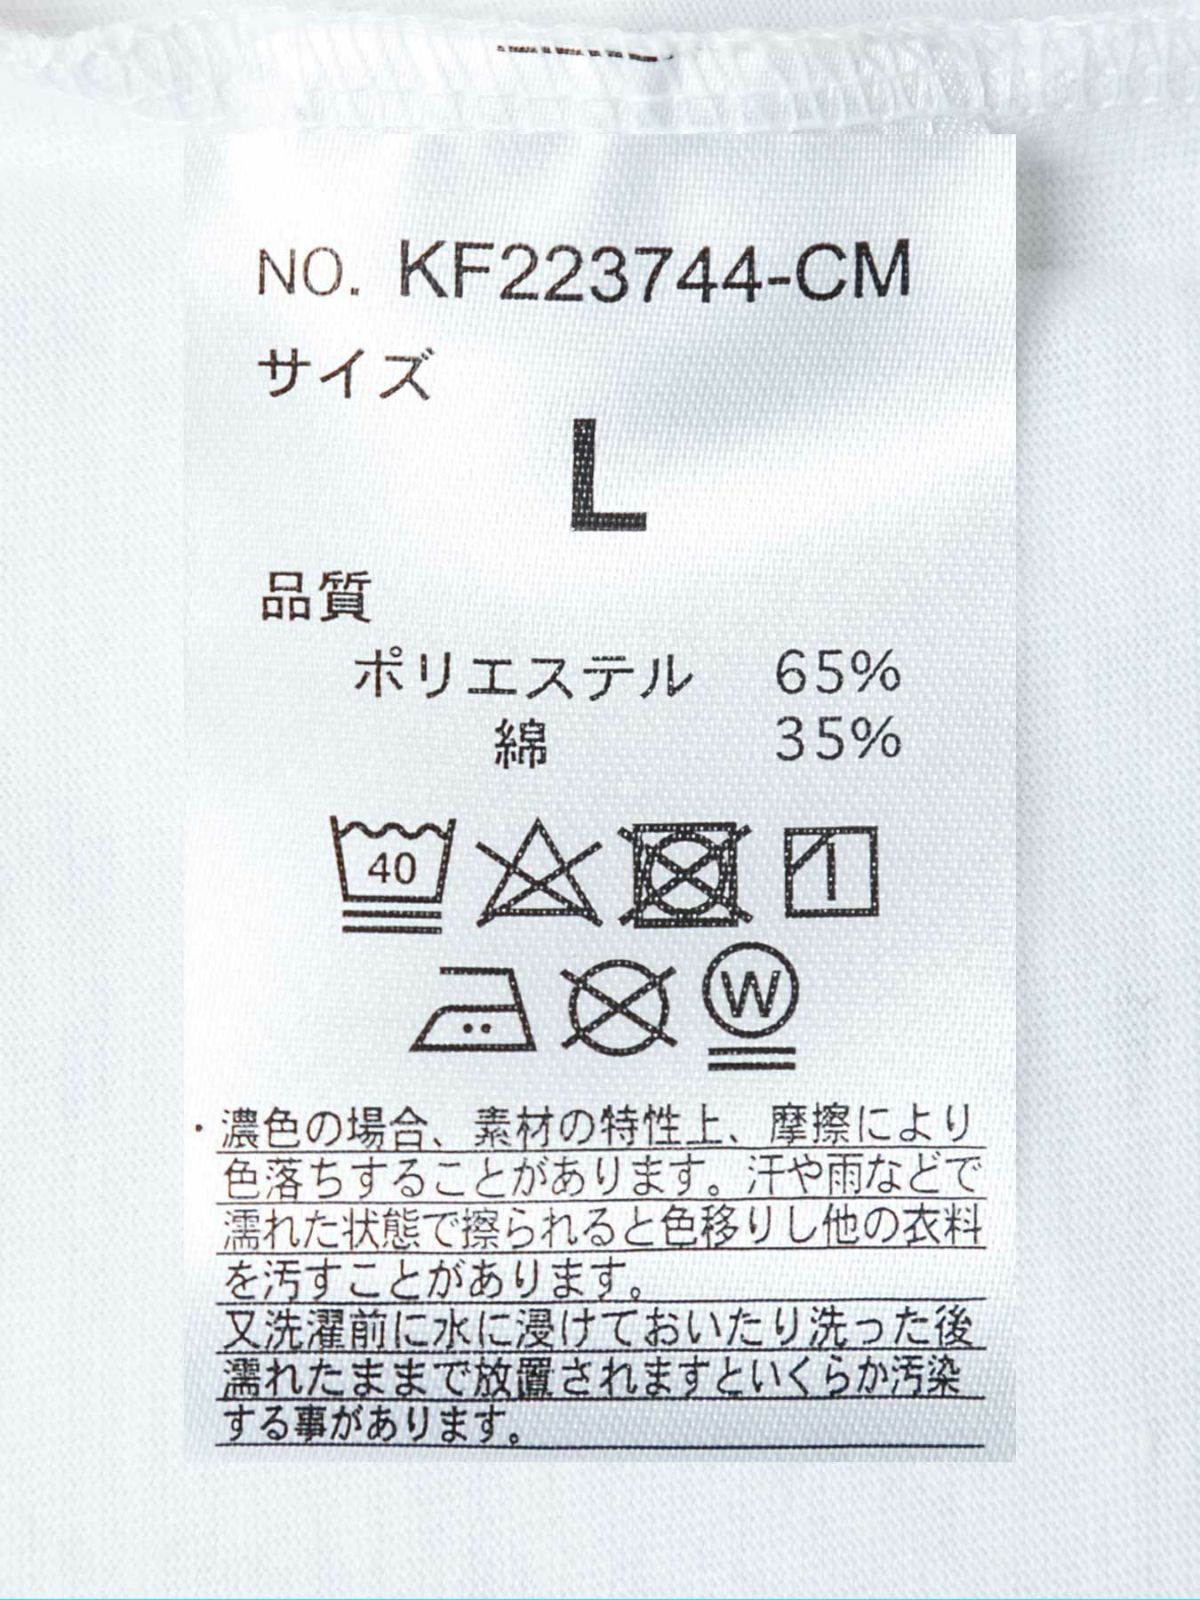 NO. KF223744-CM
サイズ
L
品質
ポリエステル 65%
綿 35%
40
W
・濃色の場合、素材の特性上、摩擦により
色落ちすることがあります。汗や雨などで
濡れた状態で擦られると色移りし他の衣料
を汚すことがあります。
又洗濯前に水に浸けておいたり洗った後
濡れたままで放置されますといくらか汚染
する事があります。